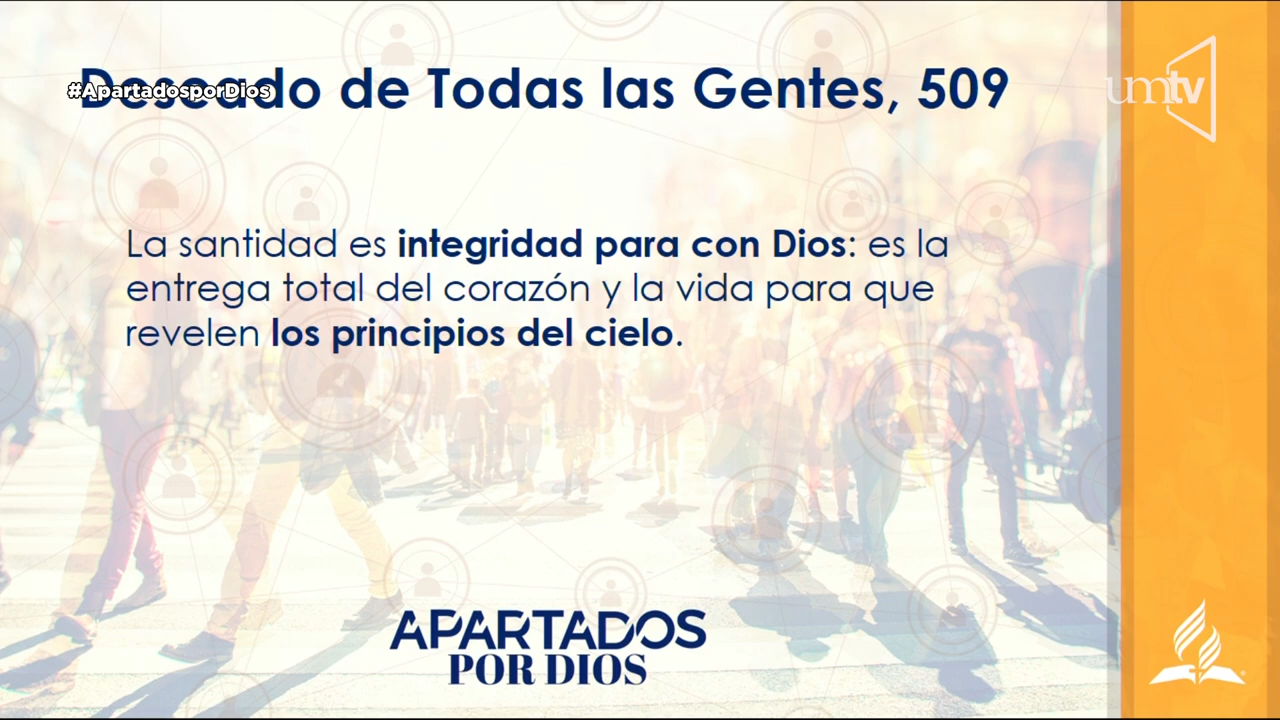 Deseado de Todas las Gentes, 509
#ApartadosporDios
umtv
La santidad es integridad para con Dios: es la
entrega total del corazón y la vida para que
revelen los principios del cielo.
APARTADOS
POR DIOS